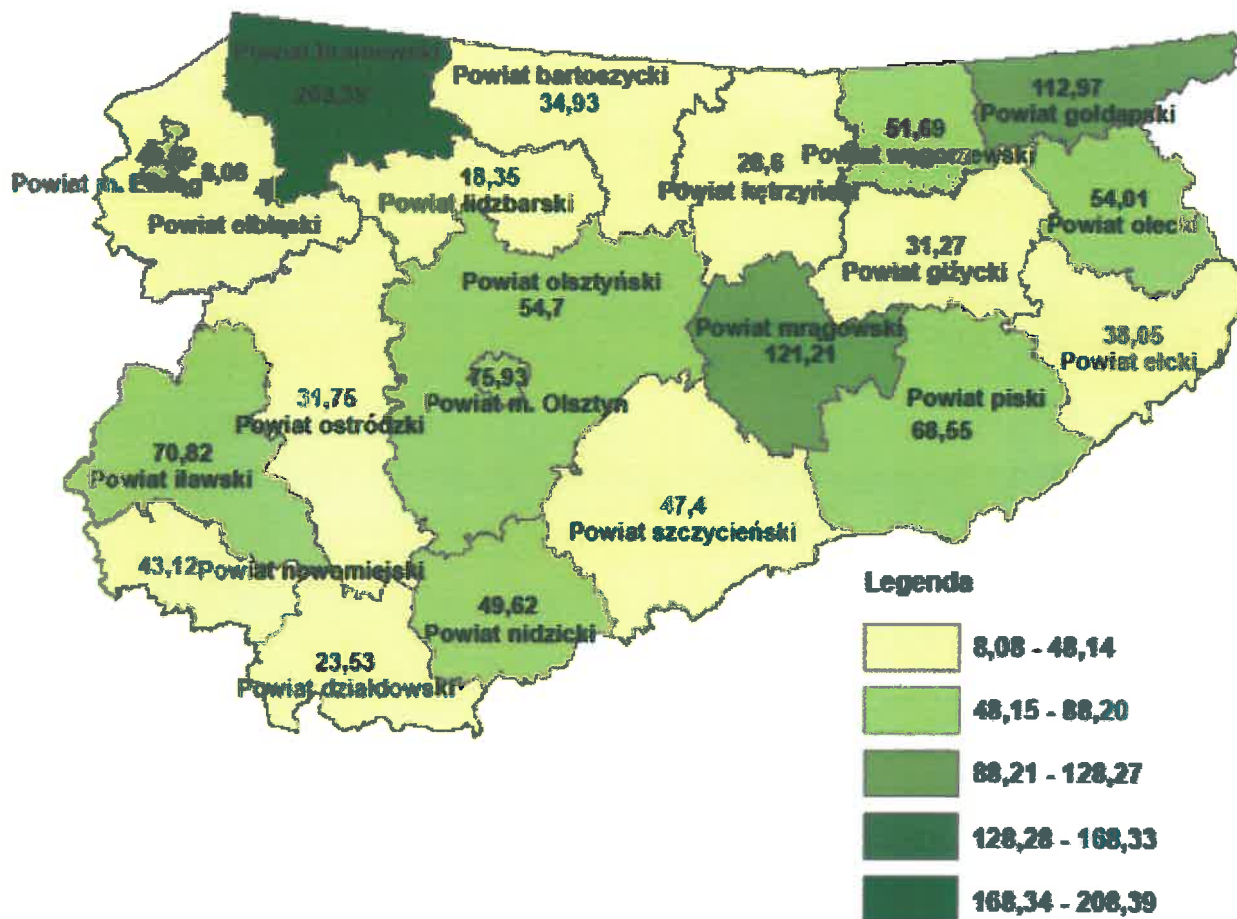 Powiat bartoszycki
34,93
112,97
Powiat gołdapski
51,69
Powiat węgorzewski
28,6
Powiat kętrzyński
8,08
Powiat m. Elbląg
Powiat elbląski
18,35
Powiat lidzbarski
54,01
Powiat olecki
31,27
Powiat giżycki
Powiat olsztyński
54,7
Powiat mrągowski
121,21
38,05
Powiat ełcki
75,93
Powiat m. Olsztyn
31,75
Powiat ostródzki
Powiat piski
68,55
70,82
Powiat iławski
47,4
Powiat szczycieński
43,12
Powiat nowomiejski
49,62
Powiat nidzicki
23,53
Powiat działdowski
Legenda
8,08 - 48,14
48,15 - 88,20
88,21 - 128,27
128,28 - 168,33
168,34 - 208,39